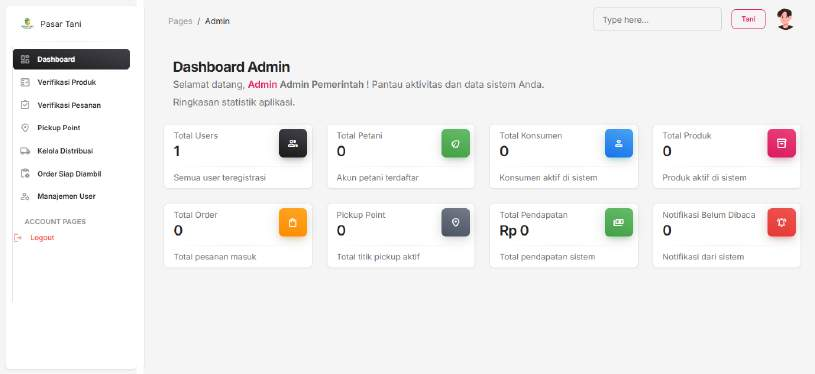 Pasar Tani
Pages / Admin
Type here...
Tani
Dashboard
Verifikasi Produk
Verifikasi Pesanan
Pickup Point
Kelola Distribusi
Order Siap Diambil
Manajemen User
ACCOUNT PAGES
Logout
Dashboard Admin
Selamat datang, Admin Admin Pemerintah ! Pantau aktivitas dan data sistem Anda.
Ringkasan statistik aplikasi.
Total Users
1
Semua user teregistrasi
Total Petani
0
Akun petani terdaftar
Total Konsumen
0
Konsumen aktif di sistem
Total Produk
0
Produk aktif di sistem
Total Order
0
Total pesanan masuk
Pickup Point
0
Total titik pickup aktif
Total Pendapatan
Rp 0
Total pendapatan sistem
Notifikasi Belum Dibaca
0
Notifikasi dari sistem